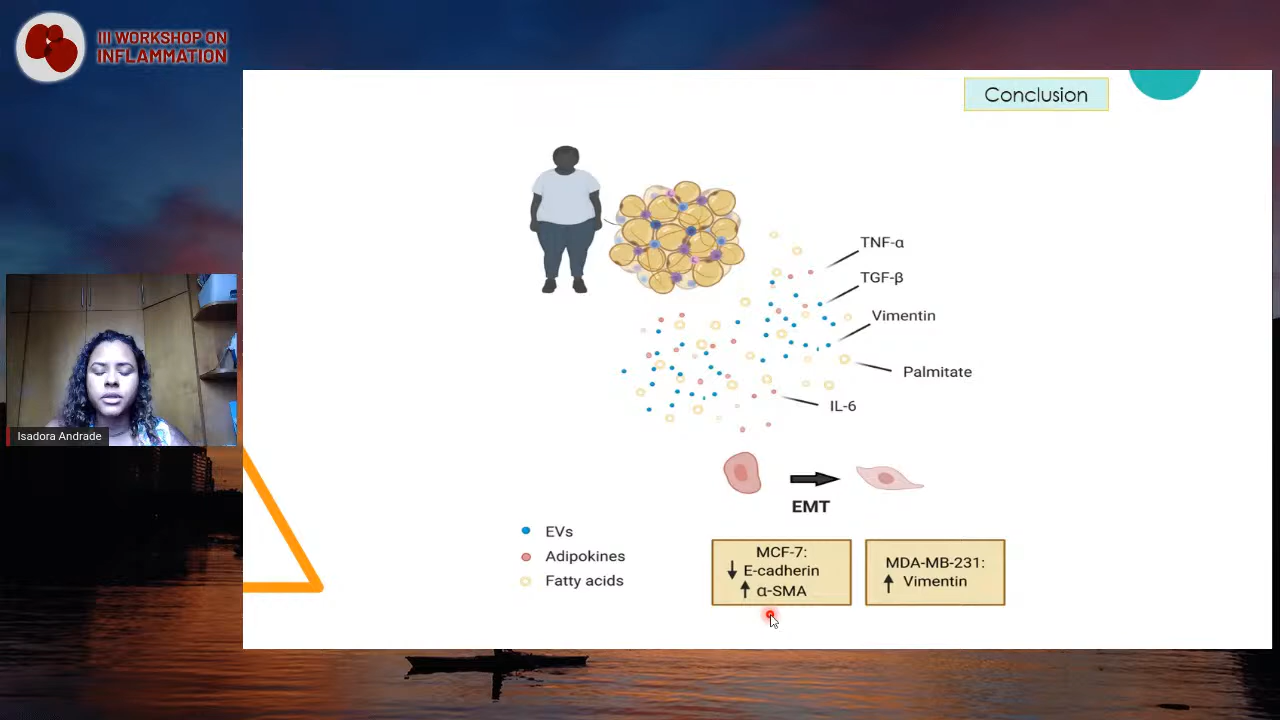 III WORKSHOP ON
INFLAMMATION
Conclusion
TNF-α
TGF-β
Vimentin
Palmitate
IL-6
Isadora Andrade
EMT
EVs
Adipokines
Fatty acids
MCF-7:
E-cadherin
α-SMA
MDA-MB-231:
Vimentin